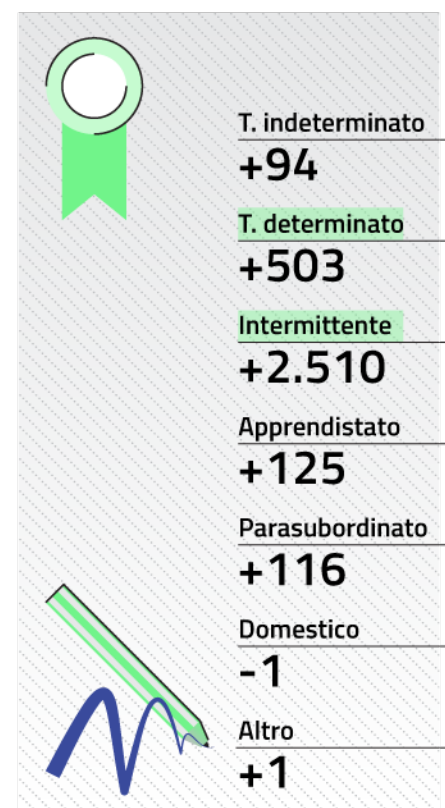 T. indeterminato
+94
T. determinato
+503
Intermittente
+2.510
Apprendistato
+125
Parasubordinato
+116
Domestico
-1
Altro
+1